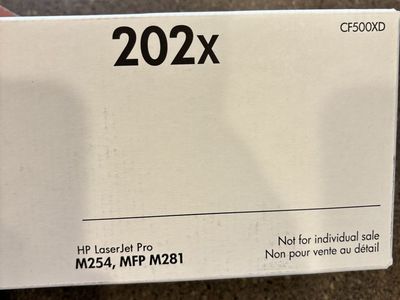 202x
CF500XD
HP LaserJet Pro
M254, MFP M281
Not for individual sale
Non pour vente au détail